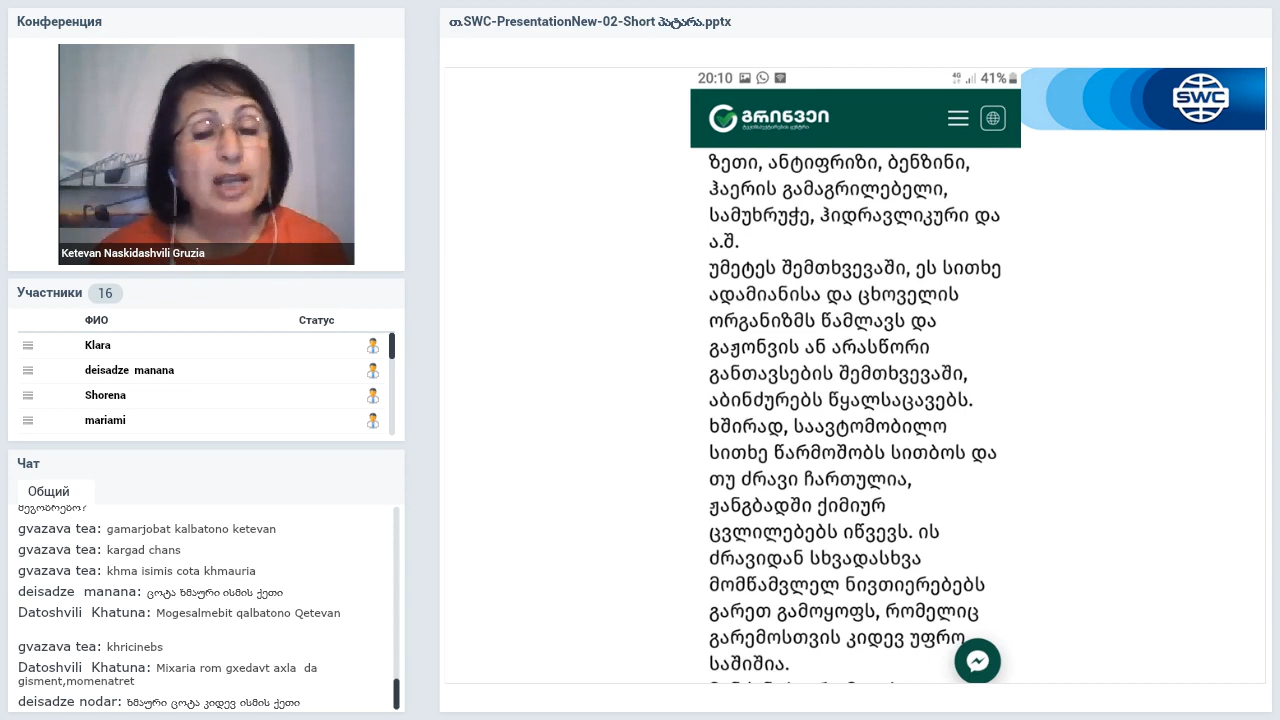 Конференция
Ketevan Naskidashvili Gruzia
Участники 16
ФИО Статус
Klara
deisadze manana
Shorena
mariami
Чат
Общий
gvazava tea: gamarjobat kalbatono ketevan
gvazava tea: kargad chans
gvazava tea: khma isimis cota khmauria
deisadze manana: ცოტა ხმაური ისმის ქეთი
Datoshvili Khatuna: Mogesalmebit qalbatono Qetevan
gvazava tea: khricinebs
Datoshvili Khatuna: Mixaria rom gxedavt axla da
gisment,momenatret
deisadze nodar: ხმაური ცოტა კიდევ ისმის ქეთი
თ.SWC-PresentationNew-02-Short პატარა.pptx
20:10 4G 41%
გრინვეი
ტექინსპექტირების ცენტრი
SWC
ზეთი, ანტიფრიზი, ბენზინი,
ჰაერის გამაგრილებელი,
სამუხრუჭე, ჰიდრავლიკური და
ა.შ.
უმეტეს შემთხვევაში, ეს სითხე
ადამიანისა და ცხოველის
ორგანიზმს წამლავს და
გაჟონვის ან არასწორი
განთავსების შემთხვევაში,
აბინძურებს წყალსაცავებს.
ხშირად, საავტომობილო
სითხე წარმოშობს სითბოს და
თუ ძრავი ჩართულია,
ჟანგბადში ქიმიურ
ცვლილებებს იწვევს. ის
ძრავიდან სხვადასხვა
მომწამვლელ ნივთიერებებს
გარეთ გამოყოფს, რომელიც
გარემოსთვის კიდევ უფრო
საშიშია.